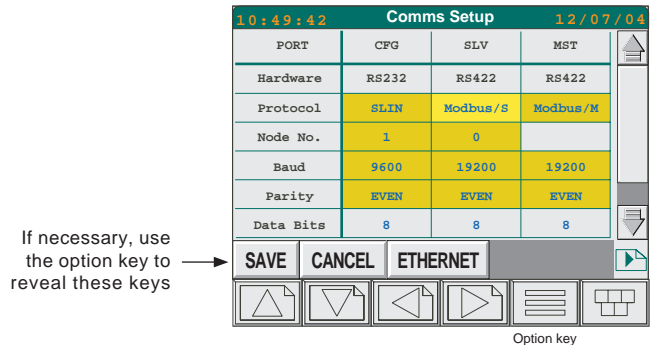 10:49:42 Comms Setup 12/07/04
PORT CFG SLV MST
Hardware RS232 RS422 RS422
Protocol SLIN Modbus/S Modbus/M
Node No. 1 0
Baud 9600 19200 19200
Parity EVEN EVEN EVEN
Data Bits 8 8 8
If necessary, use
the option key to
reveal these keys
SAVE CANCEL ETHERNET
Option key